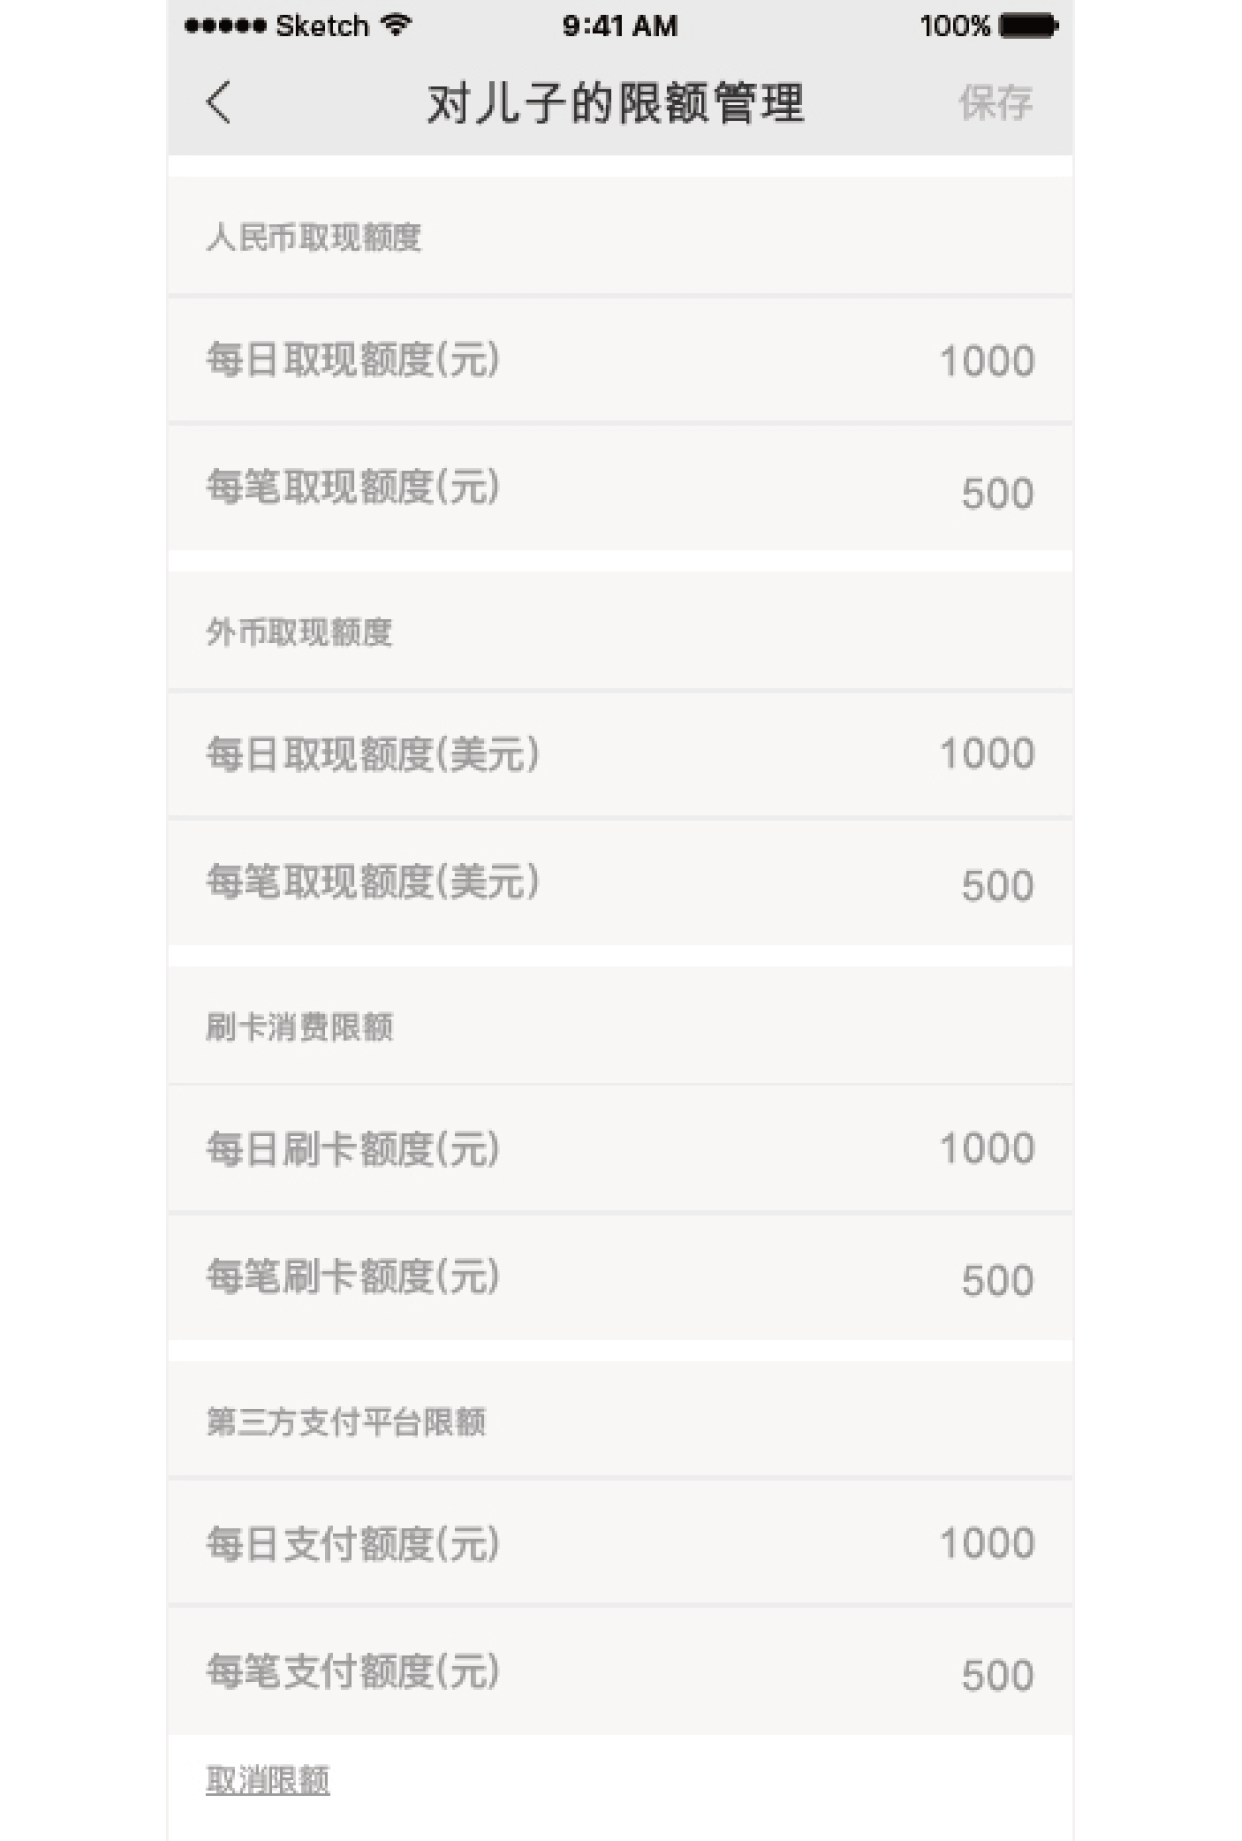 Sketch 9:41 AM 100%
对儿子的限额管理 保存
人民币取现额度
每日取现额度(元) 1000
每笔取现额度(元) 500
外币取现额度
每日取现额度(美元) 1000
每笔取现额度(美元) 500
刷卡消费限额
每日刷卡额度(元) 1000
每笔刷卡额度(元) 500
第三方支付平台限额
每日支付额度(元) 1000
每笔支付额度(元) 500
取消限额